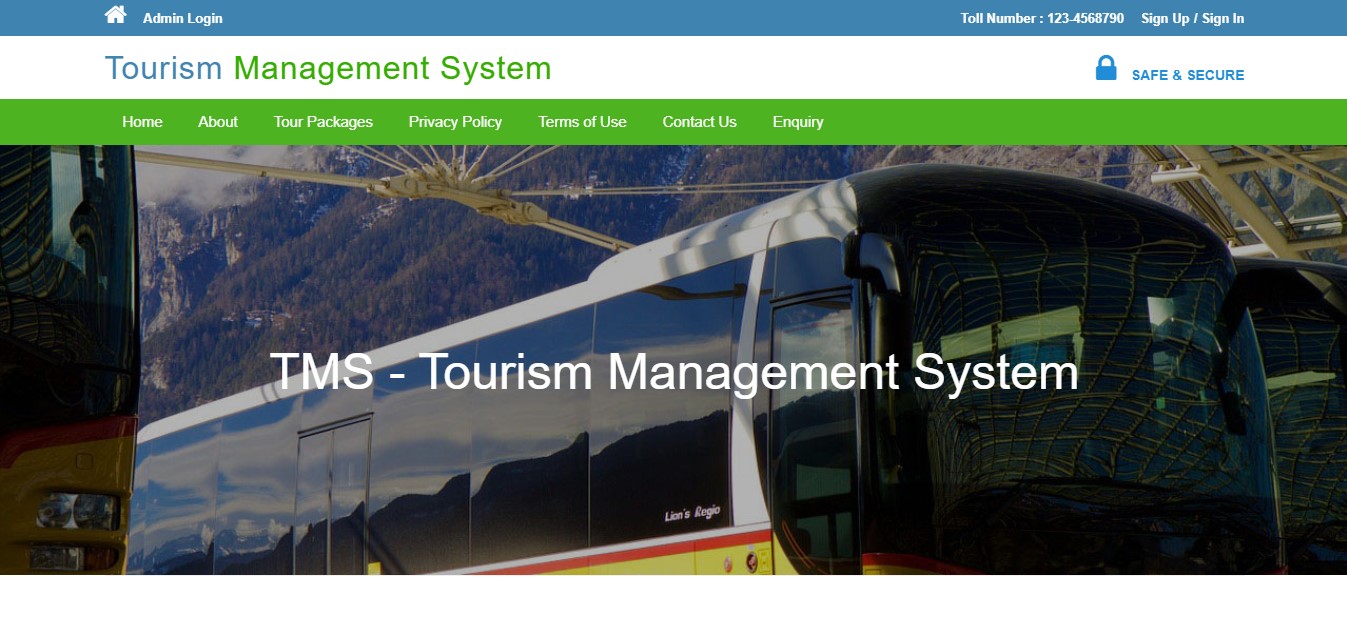 Admin Login
Toll Number : 123-4568790 Sign Up / Sign In
Tourism Management System
SAFE & SECURE
Home About Tour Packages Privacy Policy Terms of Use Contact Us Enquiry
TMS - Tourism Management System
Lion's Regio